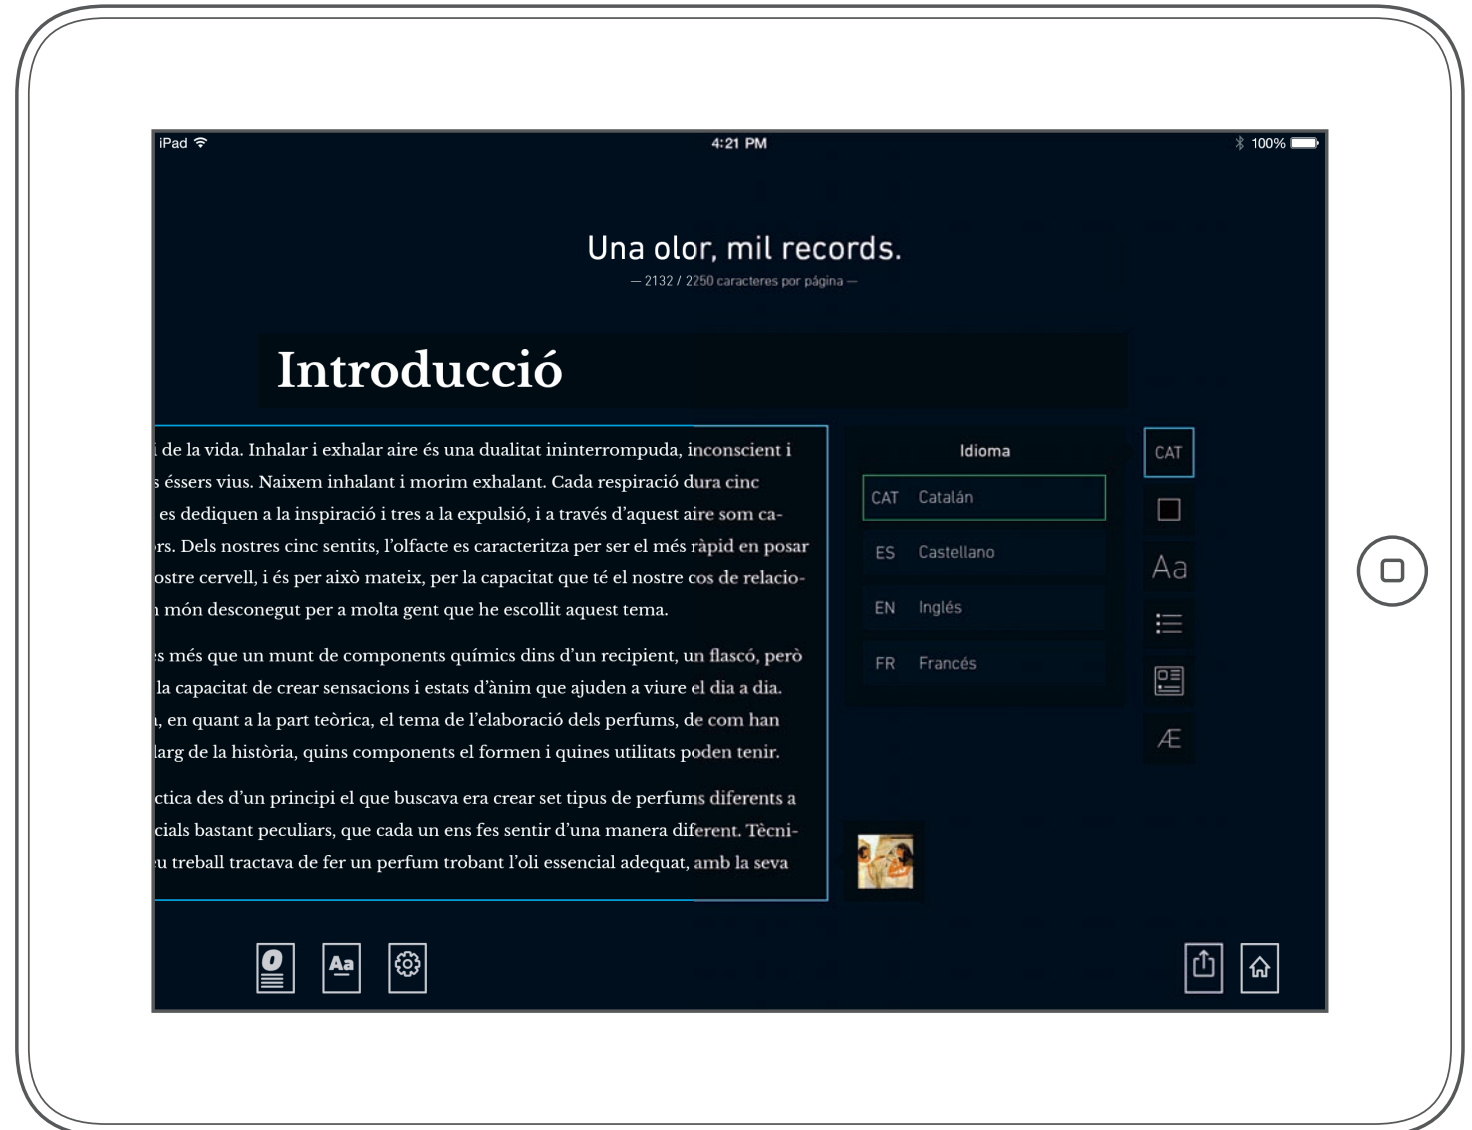 iPad
4:21 PM
100%
Una olor, mil records.
— 2132 / 2250 caracteres por página —
Introducció
de la vida. Inhalar i exhalar aire és una dualitat ininterrompuda, inconscient i
éssers vius. Naixem inhalant i morim exhalant. Cada respiració dura cinc
es dediquen a la inspiració i tres a la expulsió, i a través d’aquest aire som ca-
rs. Dels nostres cinc sentits, l’olfacte es caracteritza per ser el més ràpid en posar
ostre cervell, i és per això mateix, per la capacitat que té el nostre cos de relacio-
món desconegut per a molta gent que he escollit aquest tema.
s més que un munt de components químics dins d’un recipient, un flascó, però
la capacitat de crear sensacions i estats d’ànim que ajuden a viure el dia a dia.
, en quant a la part teòrica, el tema de l’elaboració dels perfums, de com han
larg de la història, quins components el formen i quines utilitats poden tenir.
ctica des d’un principi el que buscava era crear set tipus de perfums diferents a
cials bastant peculiars, que cada un ens fes sentir d’una manera diferent. Tècni-
u treball tractava de fer un perfum trobant l’oli essencial adequat, amb la seva
Idioma
CAT Catalán
ES Castellano
EN Inglés
FR Francés
CAT
Aa
Æ
O
Aa